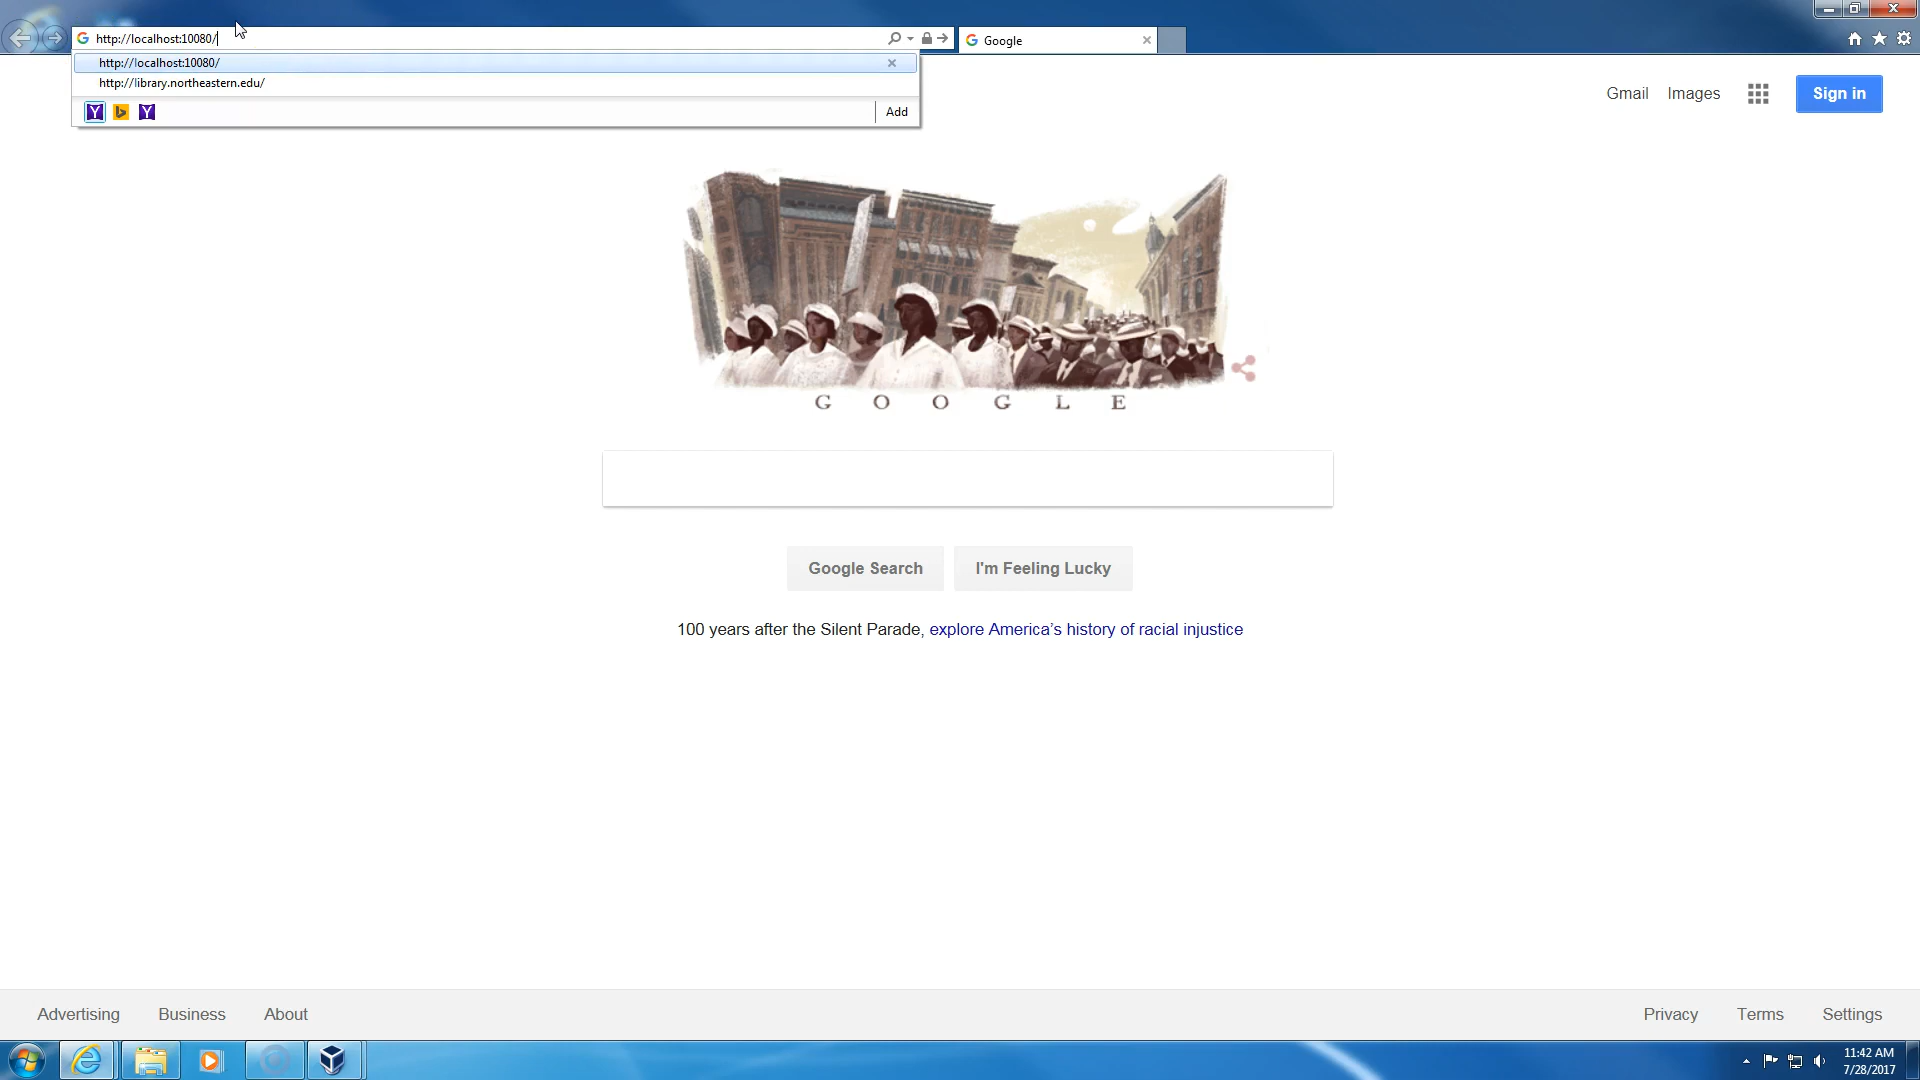 http://localhost:10080/
Google
http://localhost:10080/
http://library.northeastern.edu/
Add
Gmail Images Sign in
G O O G L E
Google Search I'm Feeling Lucky
100 years after the Silent Parade, explore America's history of racial injustice
Advertising Business About Privacy Terms Settings
11:42 AM
7/28/2017